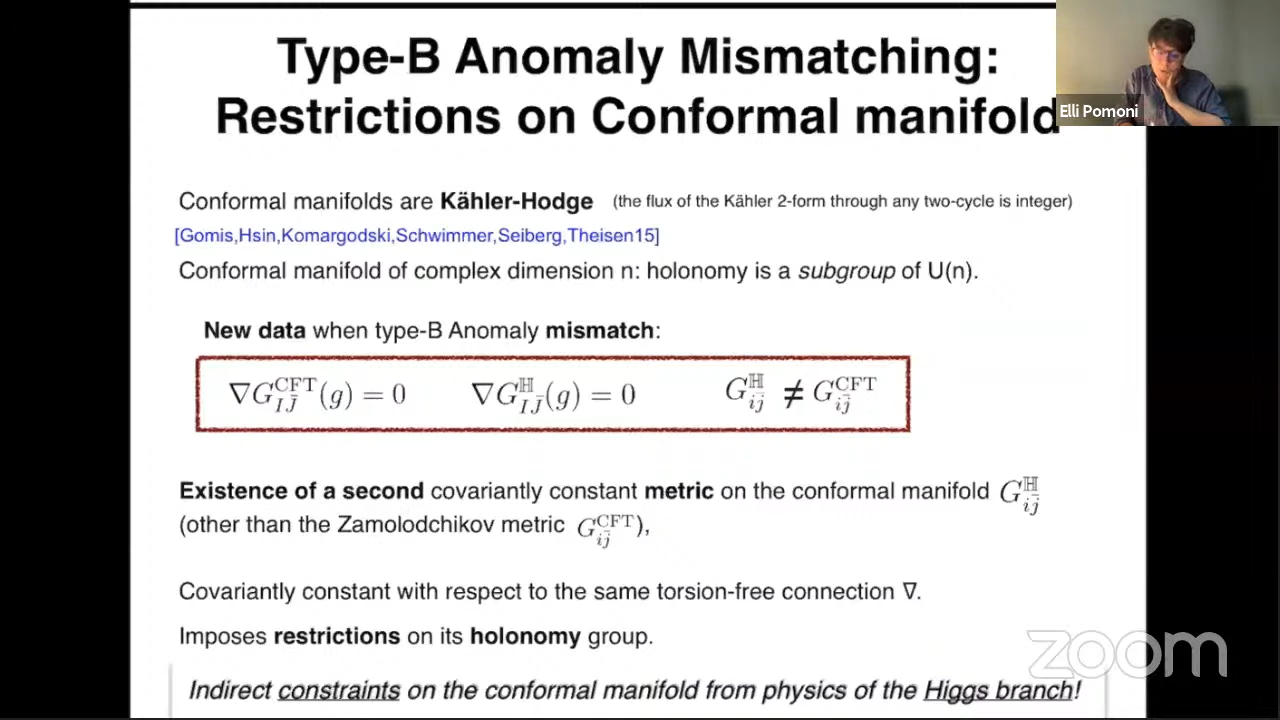 Type-B Anomaly Mismatching:
Restrictions on Conformal manifold
Elli Pomoni
Conformal manifolds are Kähler-Hodge (the flux of the Kähler 2-form through any two-cycle is integer)
[Gomis,Hsin,Komargodski,Schwimmer,Seiberg,Theisen15]
Conformal manifold of complex dimension n: holonomy is a subgroup of U(n).
New data when type-B Anomaly mismatch:
∇G^{CFT}_{IJ̄}(g) = 0 ∇G^{ℍ}_{IJ̄}(g) = 0 G^{ℍ}_{ij̄} ≠ G^{CFT}_{ij̄}
Existence of a second covariantly constant metric on the conformal manifold G^{ℍ}_{ij̄}
(other than the Zamolodchikov metric G^{CFT}_{ij̄}),
Covariantly constant with respect to the same torsion-free connection ∇.
Imposes restrictions on its holonomy group.
zoom
Indirect constraints on the conformal manifold from physics of the Higgs branch!